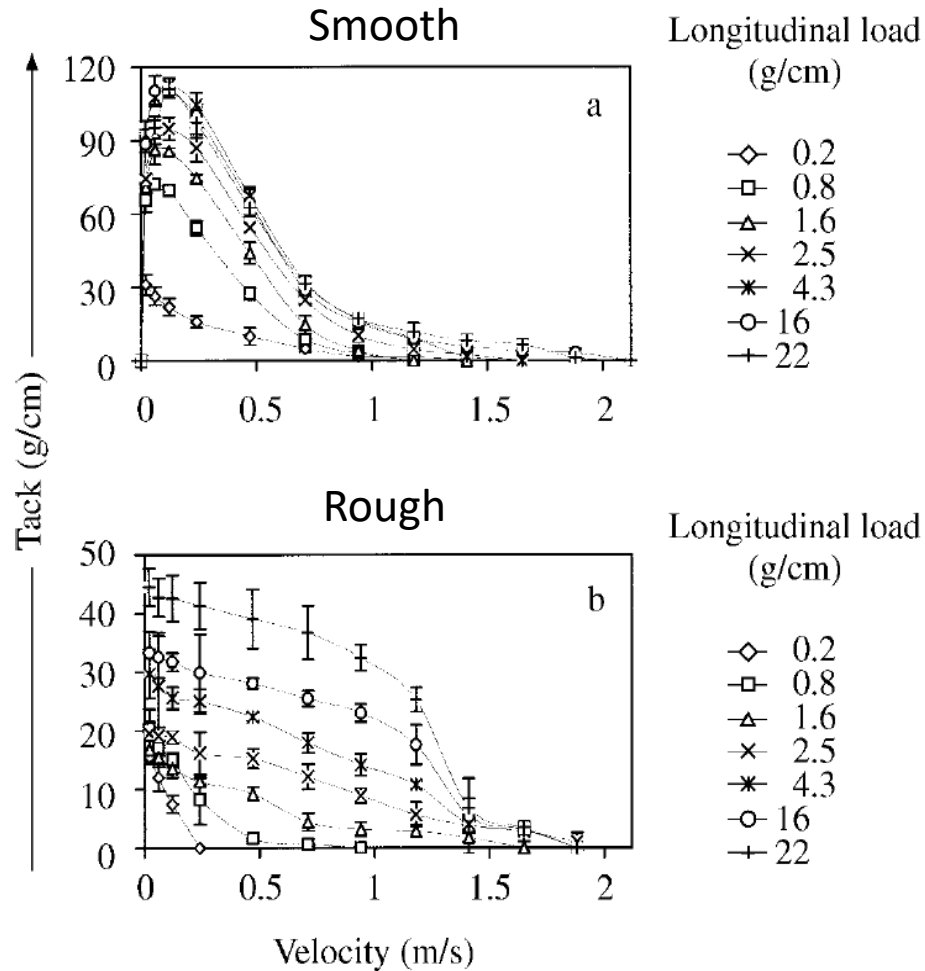 Smooth
Longitudinal load
(g/cm)
a
120
90
60
30
0
0 0.5 1 1.5 2
0.2
0.8
1.6
2.5
4.3
16
22
Tack (g/cm)
Rough
Longitudinal load
(g/cm)
b
50
40
30
20
10
0
0 0.5 1 1.5 2
0.2
0.8
1.6
2.5
4.3
16
22
Velocity (m/s)